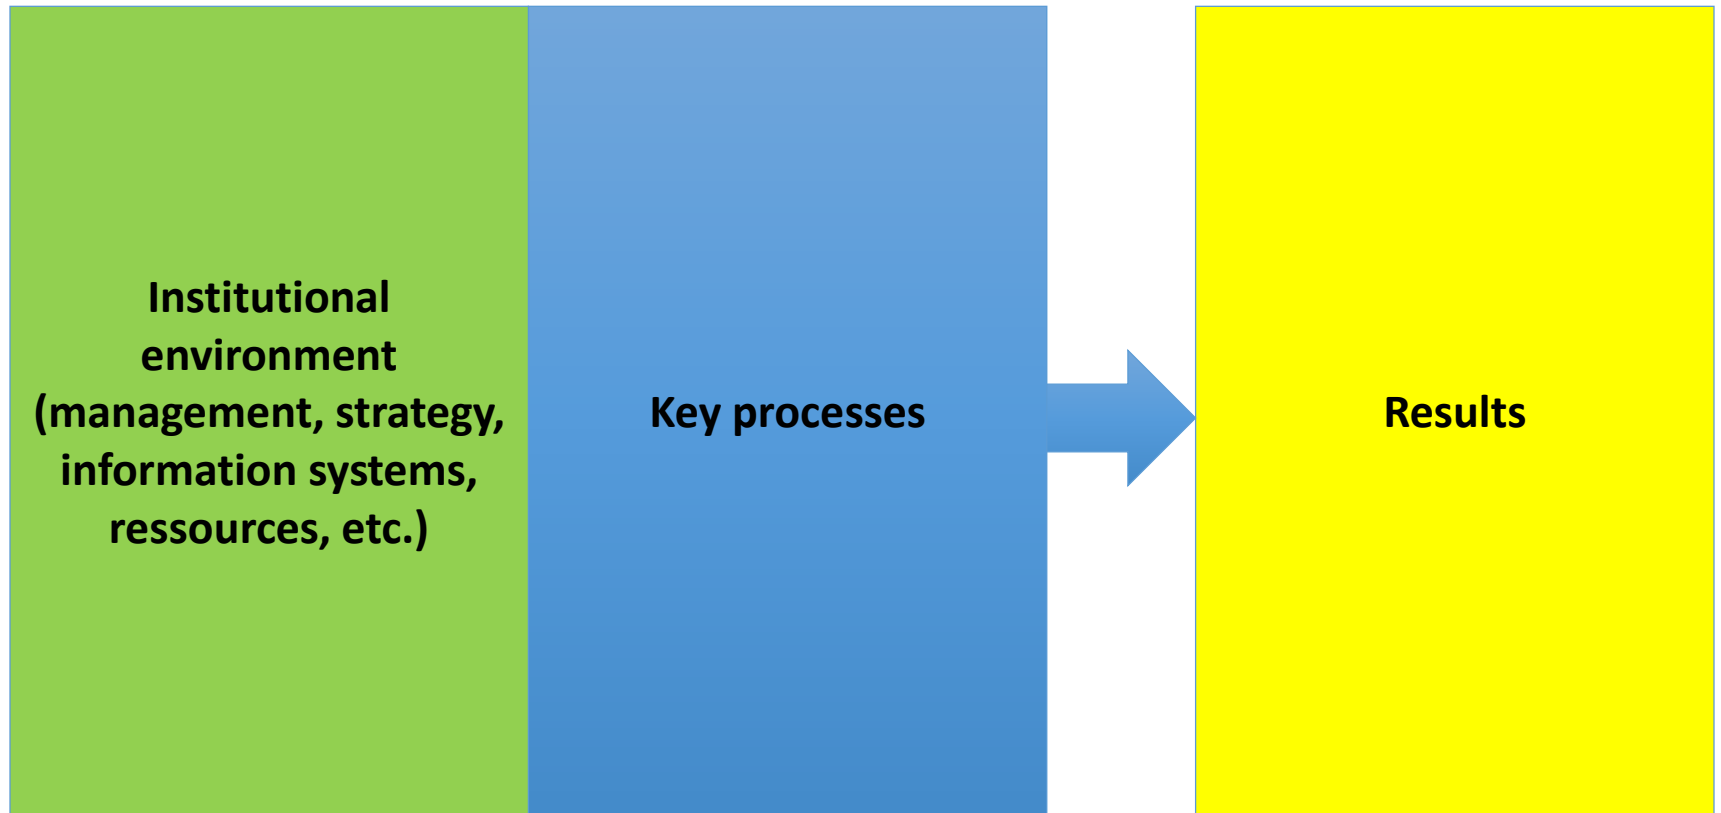 Institutional
environment
(management, strategy,
information systems,
ressources, etc.)
Key processes
Results